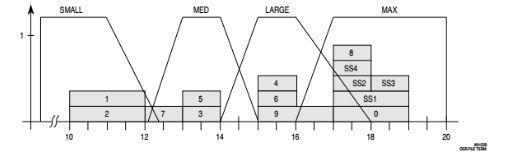 SMALL MED LARGE MAX
1
8
SS4
4 SS2 SS3
1 5 6 SS1
2 7 3 9 0
10 12 14 16 18 20